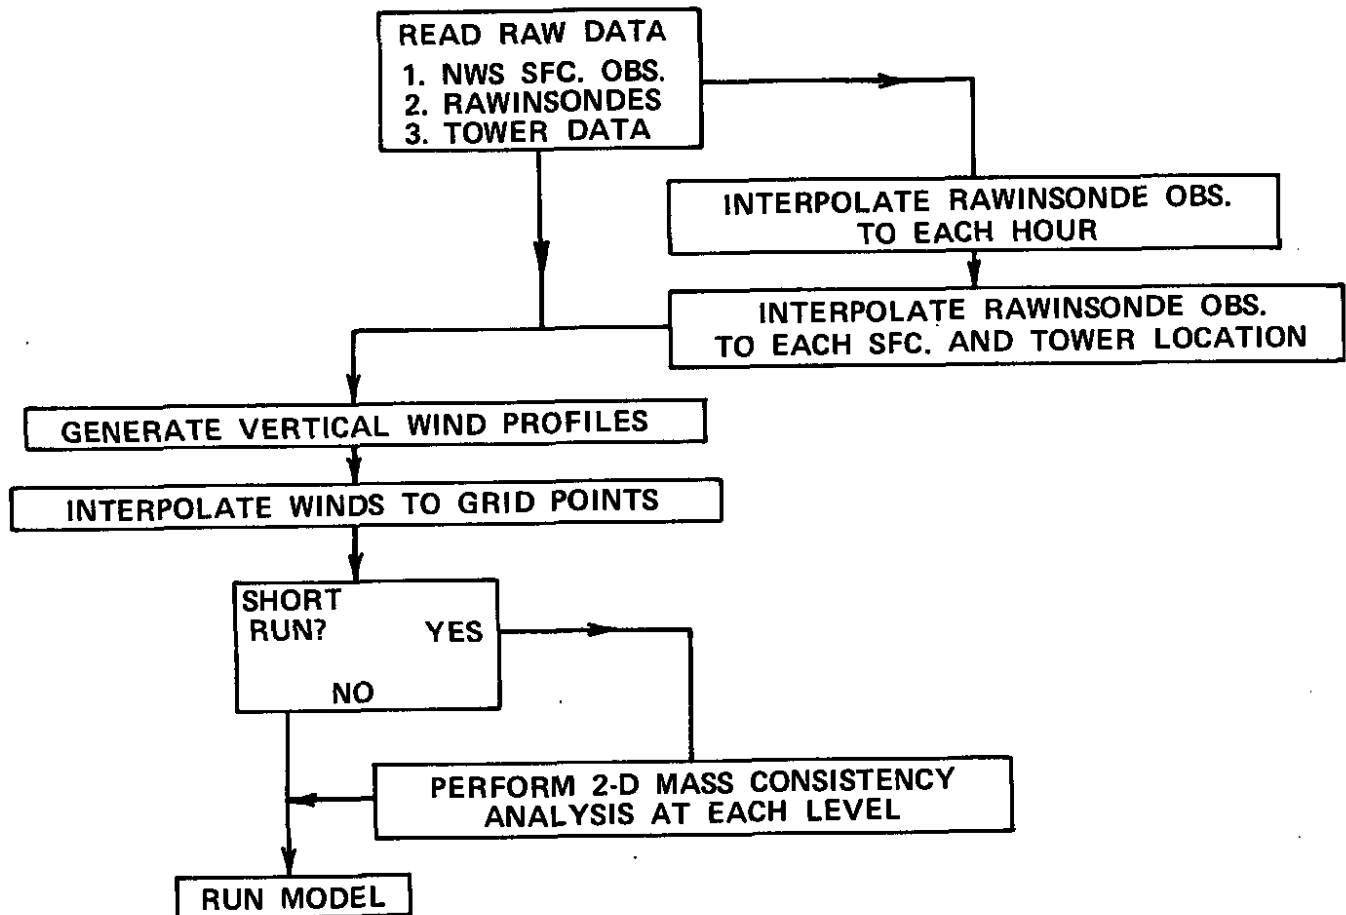 READ RAW DATA
1. NWS SFC. OBS.
2. RAWINSONDES
3. TOWER DATA
INTERPOLATE RAWINSONDE OBS.
TO EACH HOUR
INTERPOLATE RAWINSONDE OBS.
TO EACH SFC. AND TOWER LOCATION
GENERATE VERTICAL WIND PROFILES
INTERPOLATE WINDS TO GRID POINTS
SHORT
RUN? YES
NO
PERFORM 2-D MASS CONSISTENCY
ANALYSIS AT EACH LEVEL
RUN MODEL